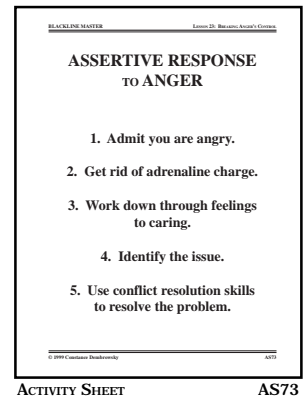 BLACKLINE MASTER LESSON 23: BREAKING ANGER'S CONTROL
ASSERTIVE RESPONSE
TO ANGER
1. Admit you are angry.
2. Get rid of adrenaline charge.
3. Work down through feelings
to caring.
4. Identify the issue.
5. Use conflict resolution skills
to resolve the problem.
© 1999 Constance Dembrowsky AS73
ACTIVITY SHEET AS73